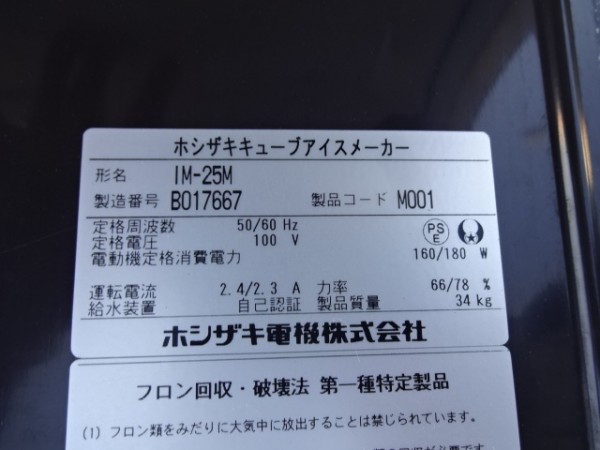 ホシザキキューブアイスメーカー
形名 IM-25M
製造番号 B017667 製品コード M001
定格周波数 50/60 Hz
定格電圧 100 V
PS E
電動機定格消費電力 160/180 W
運転電流 2.4/2.3 A 力率 66/78 %
給水装置 自己認証 製品質量 34 kg
ホシザキ電機株式会社
フロン回収・破壊法 第一種特定製品
(1) フロン類をみだりに大気中に放出することは禁じられています。